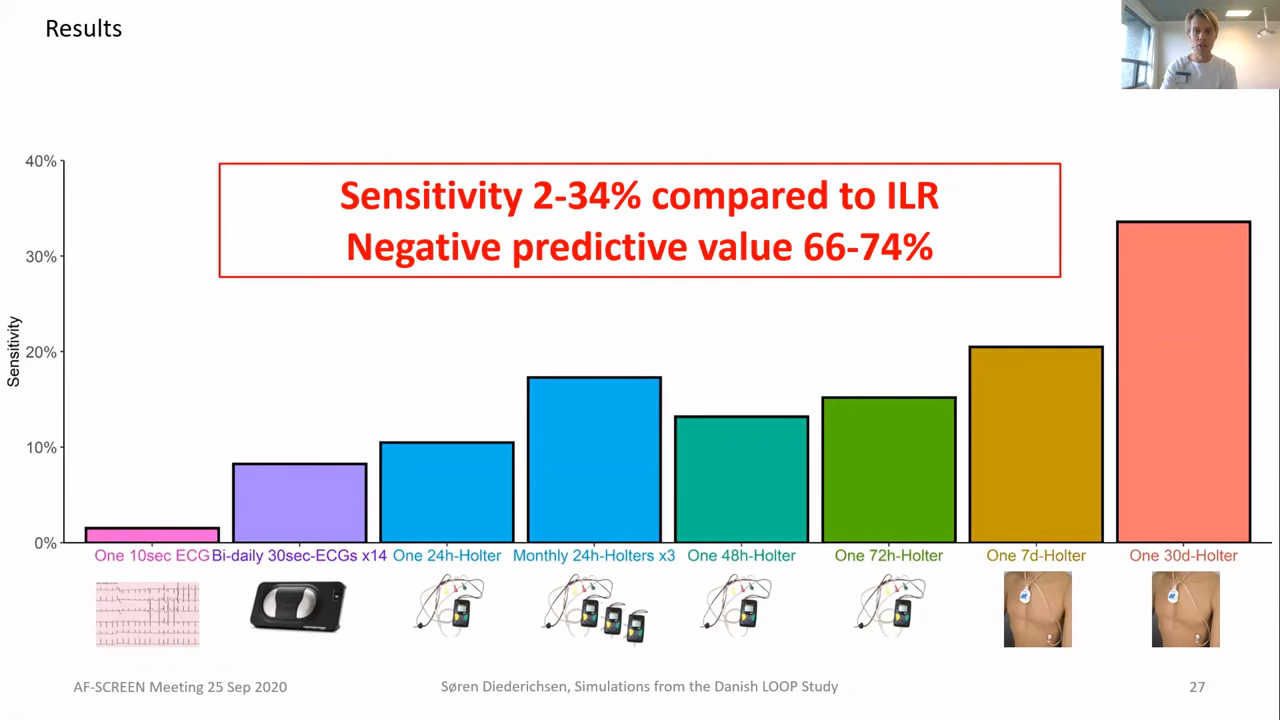 Results
Sensitivity 2-34% compared to ILR
Negative predictive value 66-74%
Sensitivity
40%
30%
20%
10%
0%
One 10sec ECG
Bi-daily 30sec-ECGs x14
One 24h-Holter
Monthly 24h-Holters x3
One 48h-Holter
One 72h-Holter
One 7d-Holter
One 30d-Holter
AF-SCREEN Meeting 25 Sep 2020
Søren Diederichsen, Simulations from the Danish LOOP Study
27